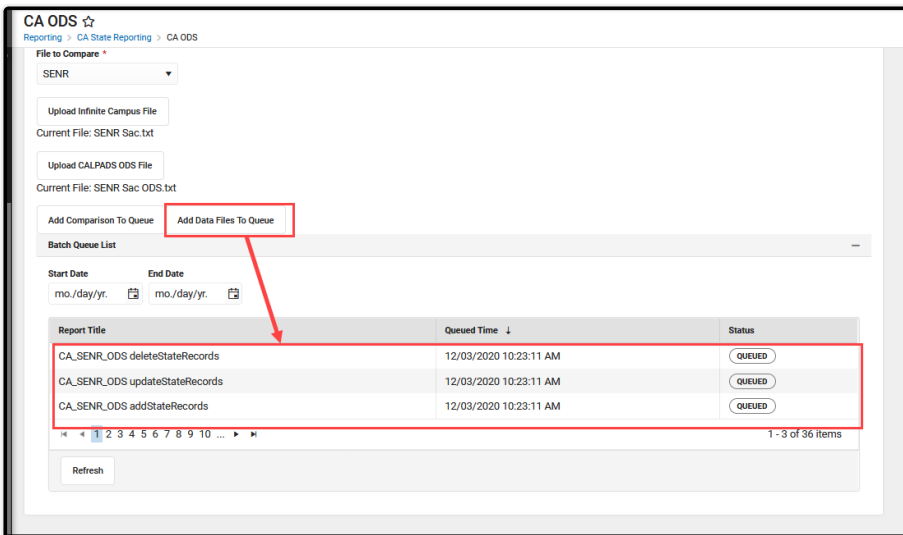 CA ODS ☆
Reporting > CA State Reporting > CA ODS
File to Compare *
SENR
Upload Infinite Campus File
Current File: SENR Sac.txt
Upload CALPADS ODS File
Current File: SENR Sac ODS.txt
Add Comparison To Queue Add Data Files To Queue
Batch Queue List
Start Date End Date
mo./day/yr. mo./day/yr.
Report Title Queued Time ↓ Status
CA_SENR_ODS deleteStateRecords 12/03/2020 10:23:11 AM QUEUED
CA_SENR_ODS updateStateRecords 12/03/2020 10:23:11 AM QUEUED
CA_SENR_ODS addStateRecords 12/03/2020 10:23:11 AM QUEUED
1 2 3 4 5 6 7 8 9 10 ... 1 - 3 of 36 items
Refresh